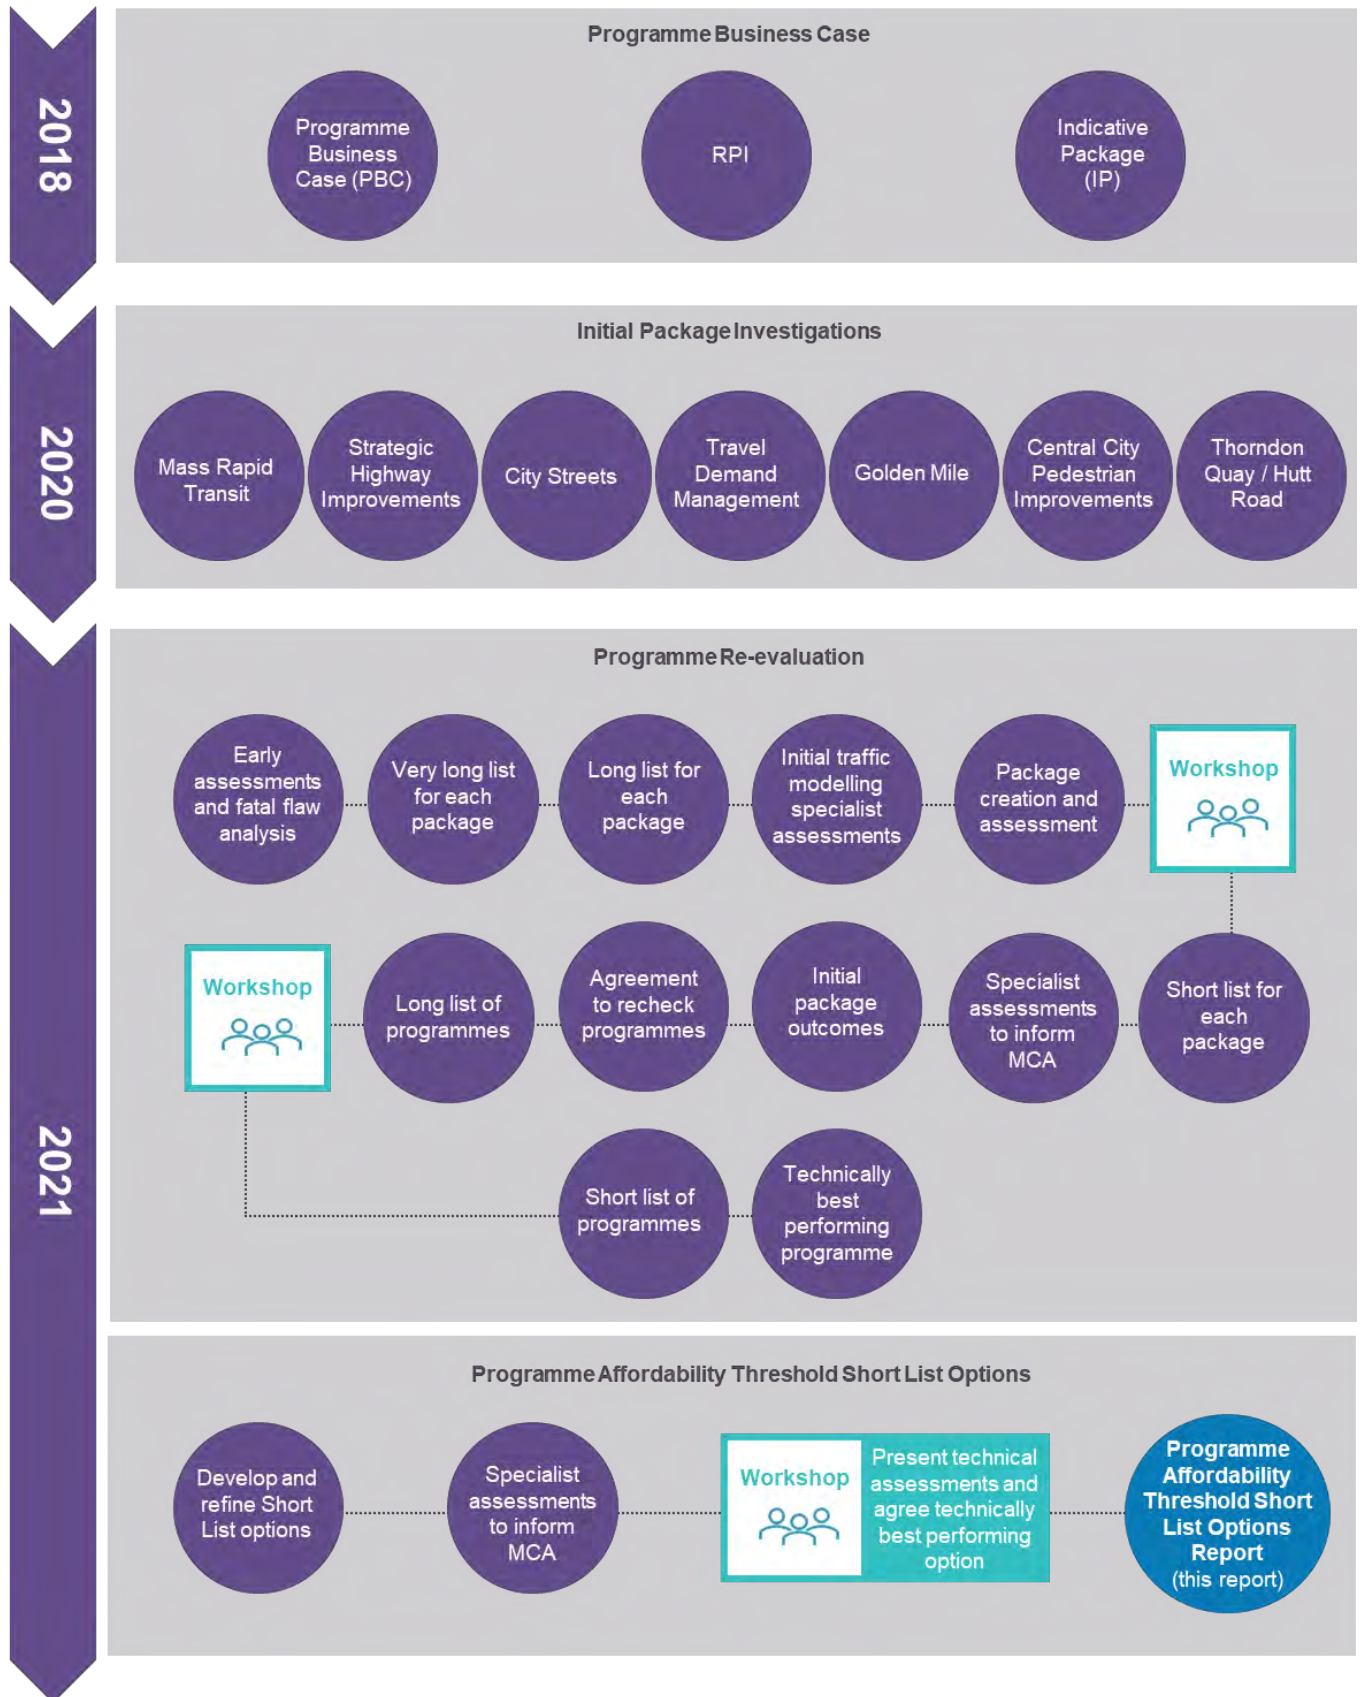 2018
Programme Business Case
Programme
Business
Case (PBC)
RPI
Indicative
Package
(IP)
2020
Initial Package Investigations
Mass Rapid
Transit
Strategic
Highway
Improvements
City Streets
Travel
Demand
Management
Golden Mile
Central City
Pedestrian
Improvements
Thorndon
Quay / Hutt
Road
2021
Programme Re-evaluation
Early
assessments
and fatal flaw
analysis
Very long list
for each
package
Long list for
each
package
Initial traffic
modelling
specialist
assessments
Package
creation and
assessment
Workshop
Short list for
each
package
Specialist
assessments
to inform
MCA
Initial
package
outcomes
Agreement
to recheck
programmes
Long list of
programmes
Workshop
Short list of
programmes
Technically
best
performing
programme
Programme Affordability Threshold Short List Options
Develop and
refine Short
List options
Specialist
assessments
to inform
MCA
Workshop
Present technical
assessments and
agree technically
best performing
option
Programme
Affordability
Threshold Short
List Options
Report
(this report)